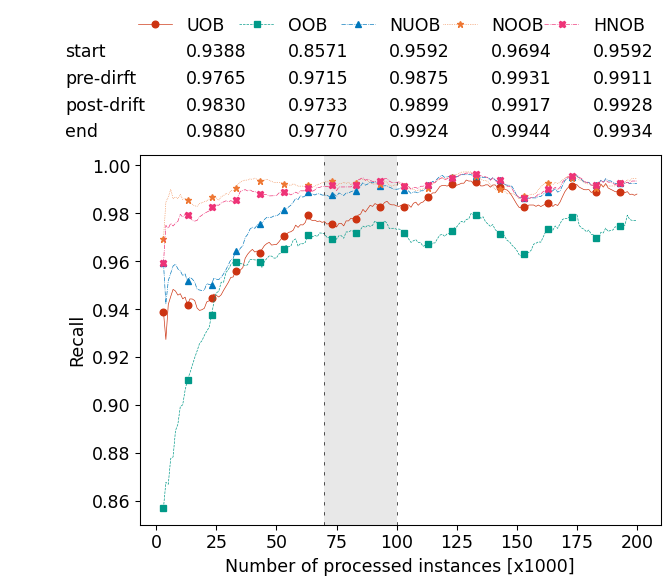 UOB OOB NUOB NOOB HNOB
start 0.9388 0.8571 0.9592 0.9694 0.9592
pre-dirft 0.9765 0.9715 0.9875 0.9931 0.9911
post-drift 0.9830 0.9733 0.9899 0.9917 0.9928
end 0.9880 0.9770 0.9924 0.9944 0.9934
1.00
0.98
0.96
0.94
0.92
0.90
0.88
0.86
Recall
0 25 50 75 100 125 150 175 200
Number of processed instances [x1000]